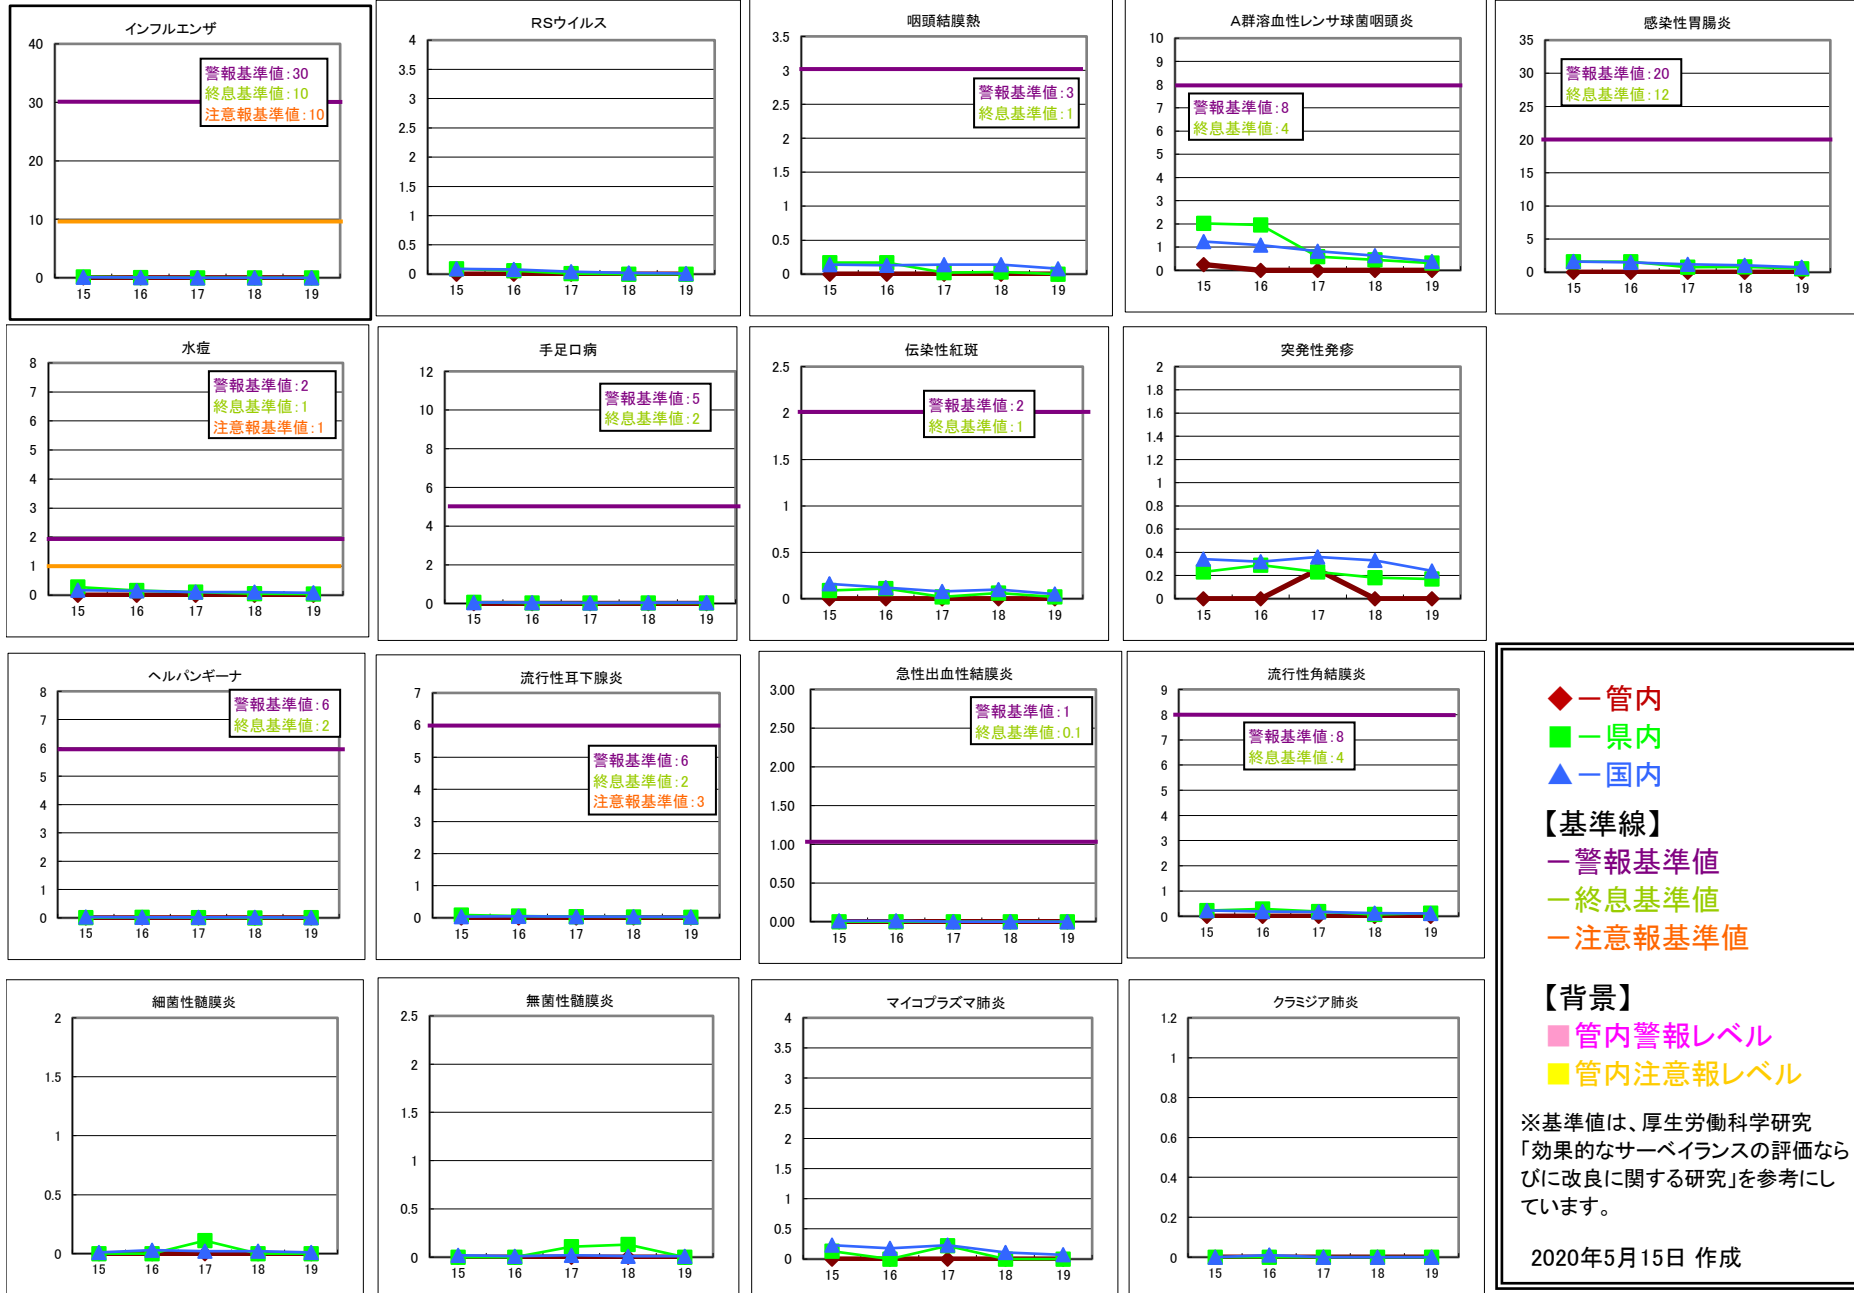 インフルエンザ
40
30
20
10
0
15 16 17 18 19
警報基準値:30
終息基準値:10
注意報基準値:10
RSウイルス
4
3.5
3
2.5
2
1.5
1
0.5
0
15 16 17 18 19
咽頭結膜熱
3.5
3
2.5
2
1.5
1
0.5
0
15 16 17 18 19
警報基準値:3
終息基準値:1
A群溶血性レンサ球菌咽頭炎
10
9
8
7
6
5
4
3
2
1
0
15 16 17 18 19
警報基準値:8
終息基準値:4
感染性胃腸炎
35
30
25
20
15
10
5
0
15 16 17 18 19
警報基準値:20
終息基準値:12
水痘
8
7
6
5
4
3
2
1
0
15 16 17 18 19
警報基準値:2
終息基準値:1
注意報基準値:1
手足口病
12
10
8
6
4
2
0
15 16 17 18 19
警報基準値:5
終息基準値:2
伝染性紅斑
2.5
2
1.5
1
0.5
0
15 16 17 18 19
警報基準値:2
終息基準値:1
突発性発疹
2
1.8
1.6
1.4
1.2
1
0.8
0.6
0.4
0.2
0
15 16 17 18 19
ヘルパンギーナ
8
7
6
5
4
3
2
1
0
15 16 17 18 19
警報基準値:6
終息基準値:2
流行性耳下腺炎
7
6
5
4
3
2
1
0
15 16 17 18 19
警報基準値:6
終息基準値:2
注意報基準値:3
急性出血性結膜炎
3.00
2.50
2.00
1.50
1.00
0.50
0.00
15 16 17 18 19
警報基準値:1
終息基準値:0.1
流行性角結膜炎
9
8
7
6
5
4
3
2
1
0
15 16 17 18 19
警報基準値:8
終息基準値:4
細菌性髄膜炎
2
1.5
1
0.5
0
15 16 17 18 19
無菌性髄膜炎
2.5
2
1.5
1
0.5
0
15 16 17 18 19
マイコプラズマ肺炎
4
3.5
3
2.5
2
1.5
1
0.5
0
15 16 17 18 19
クラミジア肺炎
1.2
1
0.8
0.6
0.4
0.2
0
15 16 17 18 19
◆－管内
■－県内
▲－国内
【基準線】
－警報基準値
－終息基準値
－注意報基準値
【背景】
■管内警報レベル
■管内注意報レベル
※基準値は、厚生労働科学研究
「効果的なサーベイランスの評価なら
びに改良に関する研究」を参考にし
ています。
2020年5月15日 作成